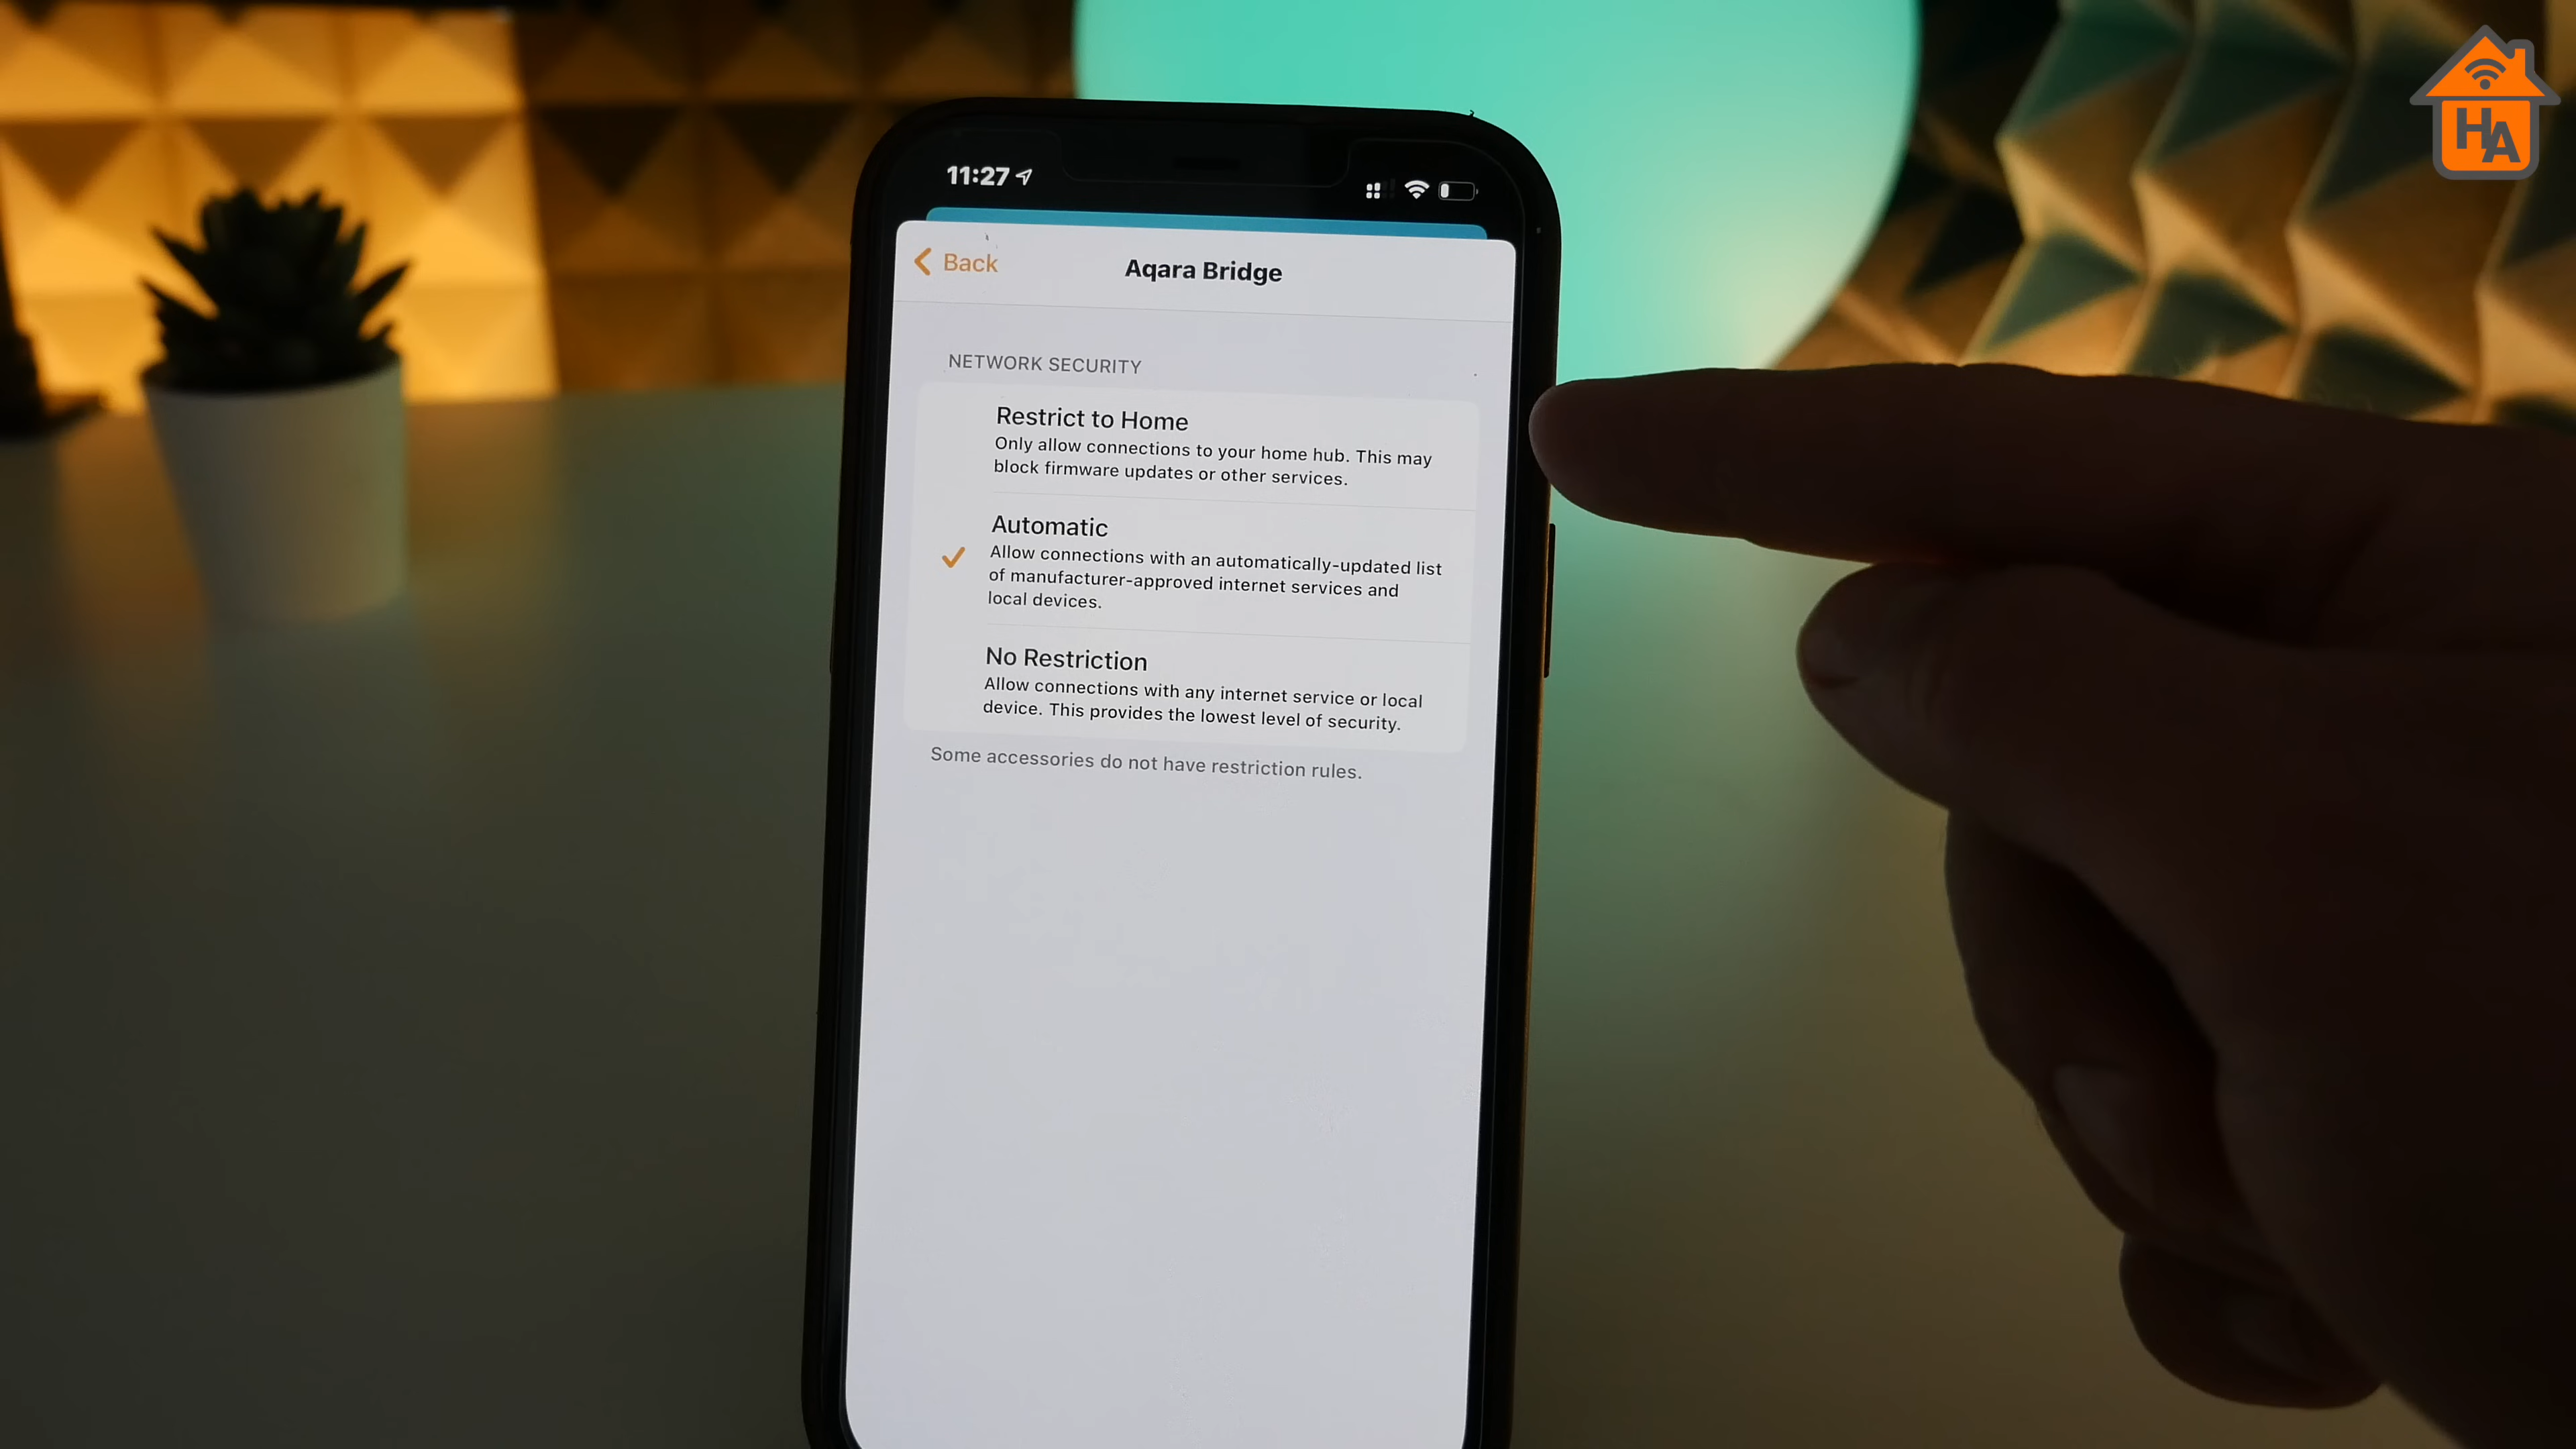 11:27
Back
Aqara Bridge
NETWORK SECURITY
Restrict to Home
Only allow connections to your home hub. This may
block firmware updates or other services.
Automatic
Allow connections with an automatically-updated list
of manufacturer-approved internet services and
local devices.
No Restriction
Allow connections with any internet service or local
device. This provides the lowest level of security.
Some accessories do not have restriction rules.
HA